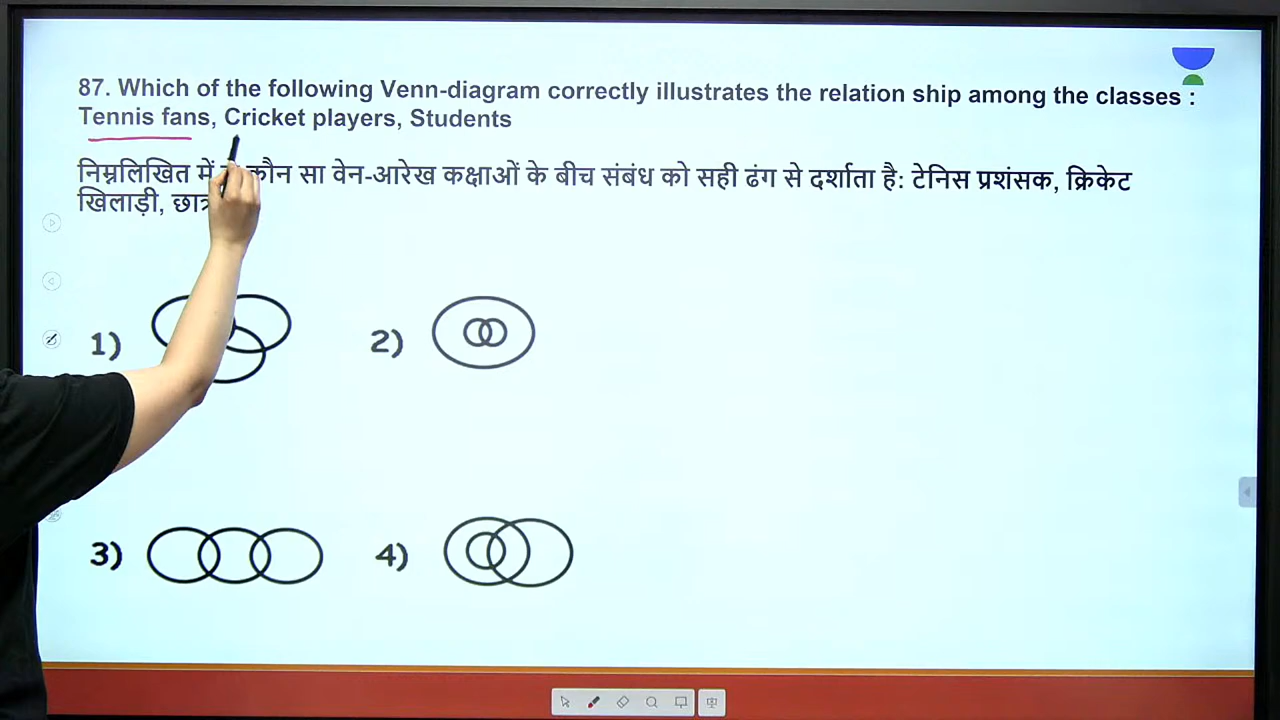 87. Which of the following Venn-diagram correctly illustrates the relation ship among the classes :
Tennis fans, Cricket players, Students
निम्नलिखित में कौन सा वेन-आरेख कक्षाओं के बीच संबंध को सही ढंग से दर्शाता है: टेनिस प्रशंसक, क्रिकेट
खिलाड़ी,
1)
2)
3)
4)